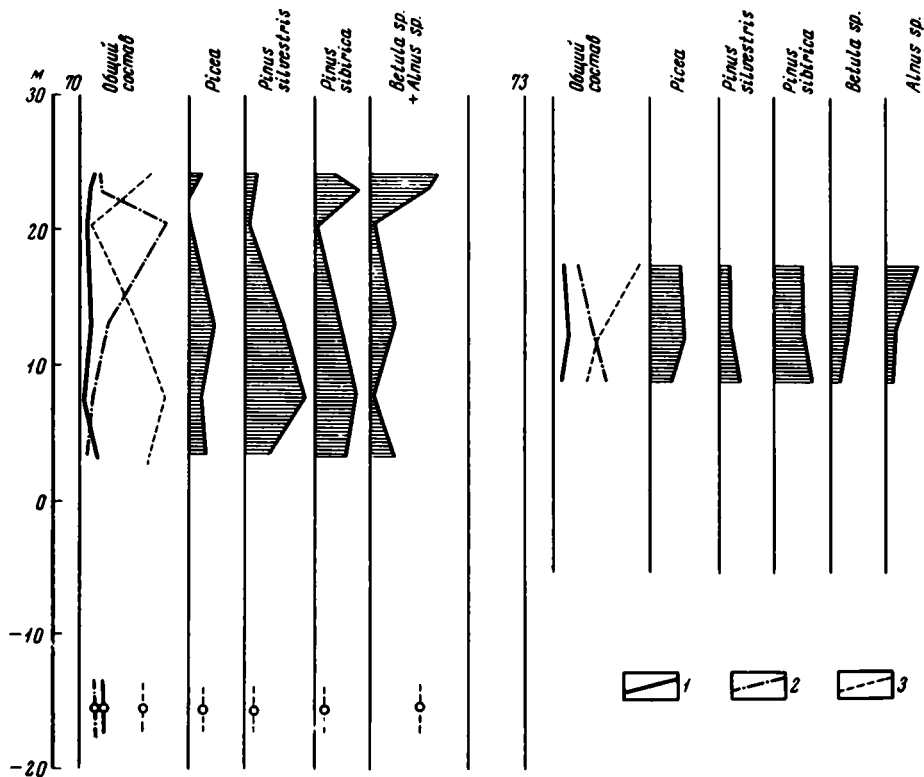 м
70
Общий
состав
Picea
Pinus
silvestris
Pinus
sibirica
Betula sp.
+ Alnus sp.
73
Общий
состав
Picea
Pinus
silvestris
Pinus
sibirica
Betula sp.
Alnus sp.
30
20
10
0
-10
-20
1
2
3